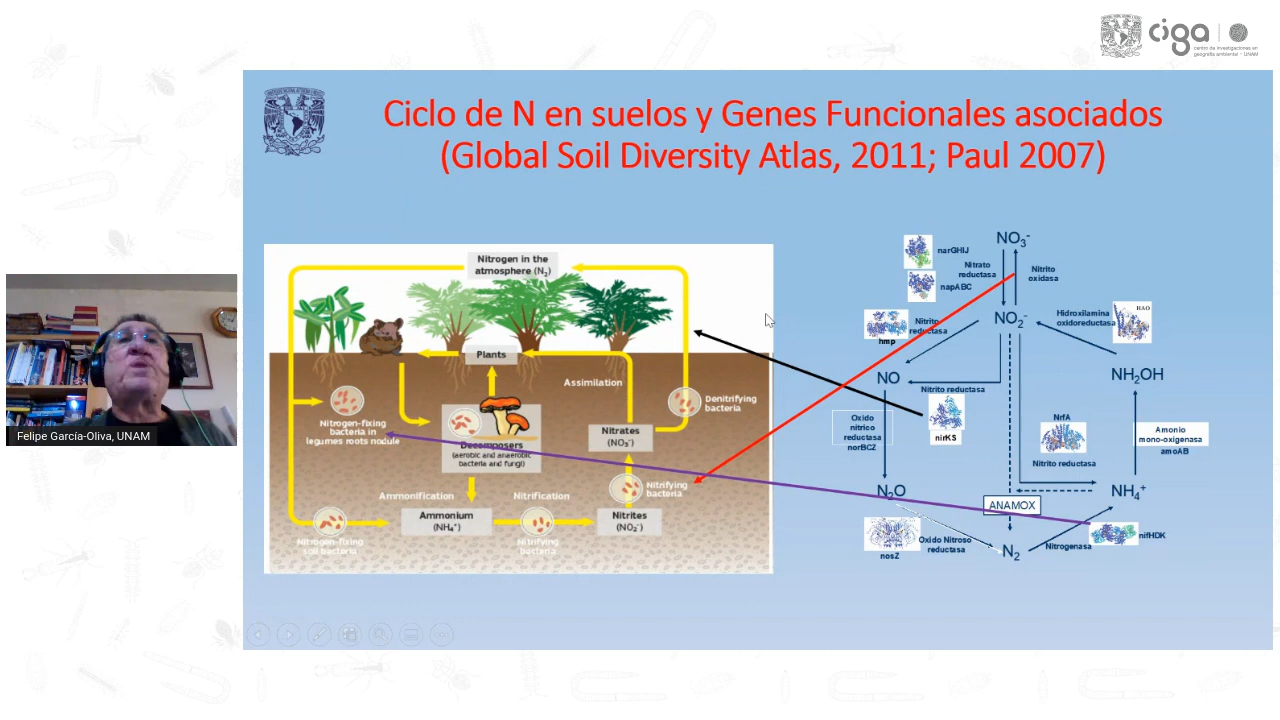 ciga
centro de investigaciones en
geografía ambiental - UNAM
Ciclo de N en suelos y Genes Funcionales asociados
(Global Soil Diversity Atlas, 2011; Paul 2007)
Felipe García-Oliva, UNAM
Nitrogen in the
atmosphere (N2)
Plants
Assimilation
Denitrifying
bacteria
Nitrogen-fixing
bacteria in
legumes roots nodule
Decomposers
(aerobic and anaerobic
bacteria and fungi)
Nitrates
(NO3-)
Nitrifying
bacteria
Ammonification
Nitrification
Ammonium
(NH4+)
Nitrites
(NO2-)
Nitrogen-fixing
soil bacteria
Nitrifying
bacteria
NO3-
narGHIJ
Nitrato
reductasa
napABC
Nitrito
oxidasa
NO2-
Nitrito
reductasa
hmp
Hidroxilamina
oxidoreductasa
HAO
NO
Nitrito reductasa
nirKS
NH2OH
Oxido
nítrico
reductasa
norBCZ
NrfA
Nitrito reductasa
Amonio
mono-oxigenasa
amoAB
N2O
NH4+
ANAMOX
nosZ
Oxido Nitroso
reductasa
N2
Nitrogenasa
nifHDK